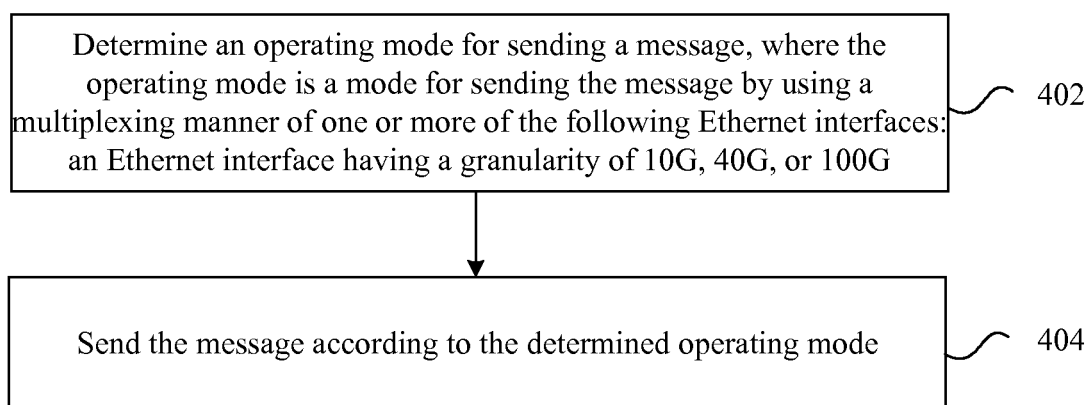 Determine an operating mode for sending a message, where the
operating mode is a mode for sending the message by using a
multiplexing manner of one or more of the following Ethernet interfaces:
an Ethernet interface having a granularity of 10G, 40G, or 100G
402
Send the message according to the determined operating mode
404